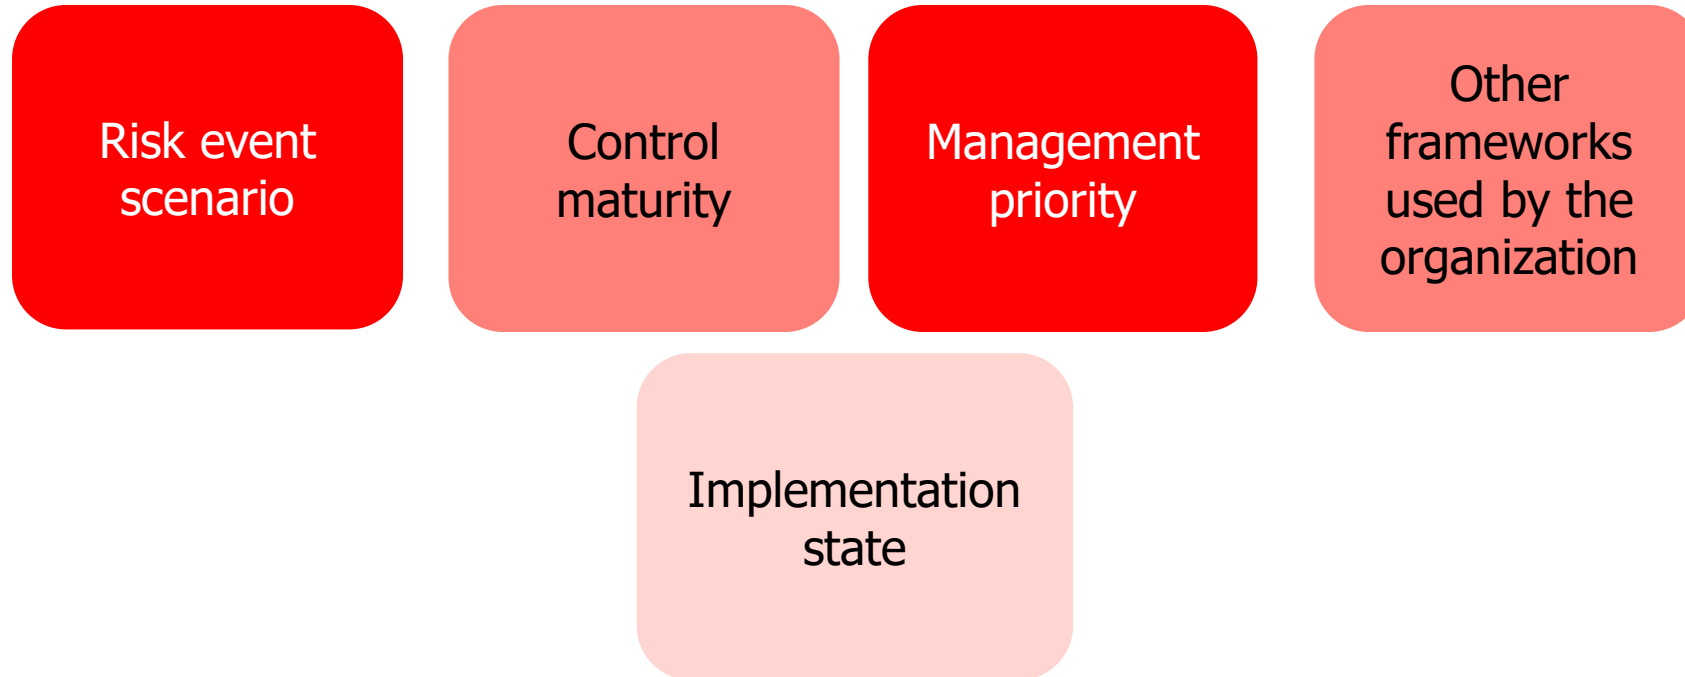 Risk event
scenario
Control
maturity
Management
priority
Other
frameworks
used by the
organization
Implementation
state